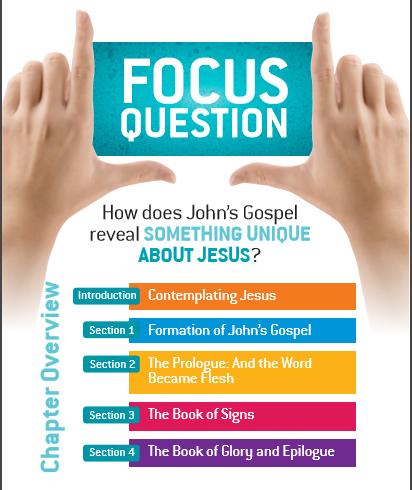 FOCUS
QUESTION
How does John's Gospel
reveal SOMETHING UNIQUE
ABOUT JESUS?
Chapter Overview
Introduction Contemplating Jesus
Section 1 Formation of John's Gospel
Section 2 The Prologue: And the Word
Became Flesh
Section 3 The Book of Signs
Section 4 The Book of Glory and Epilogue